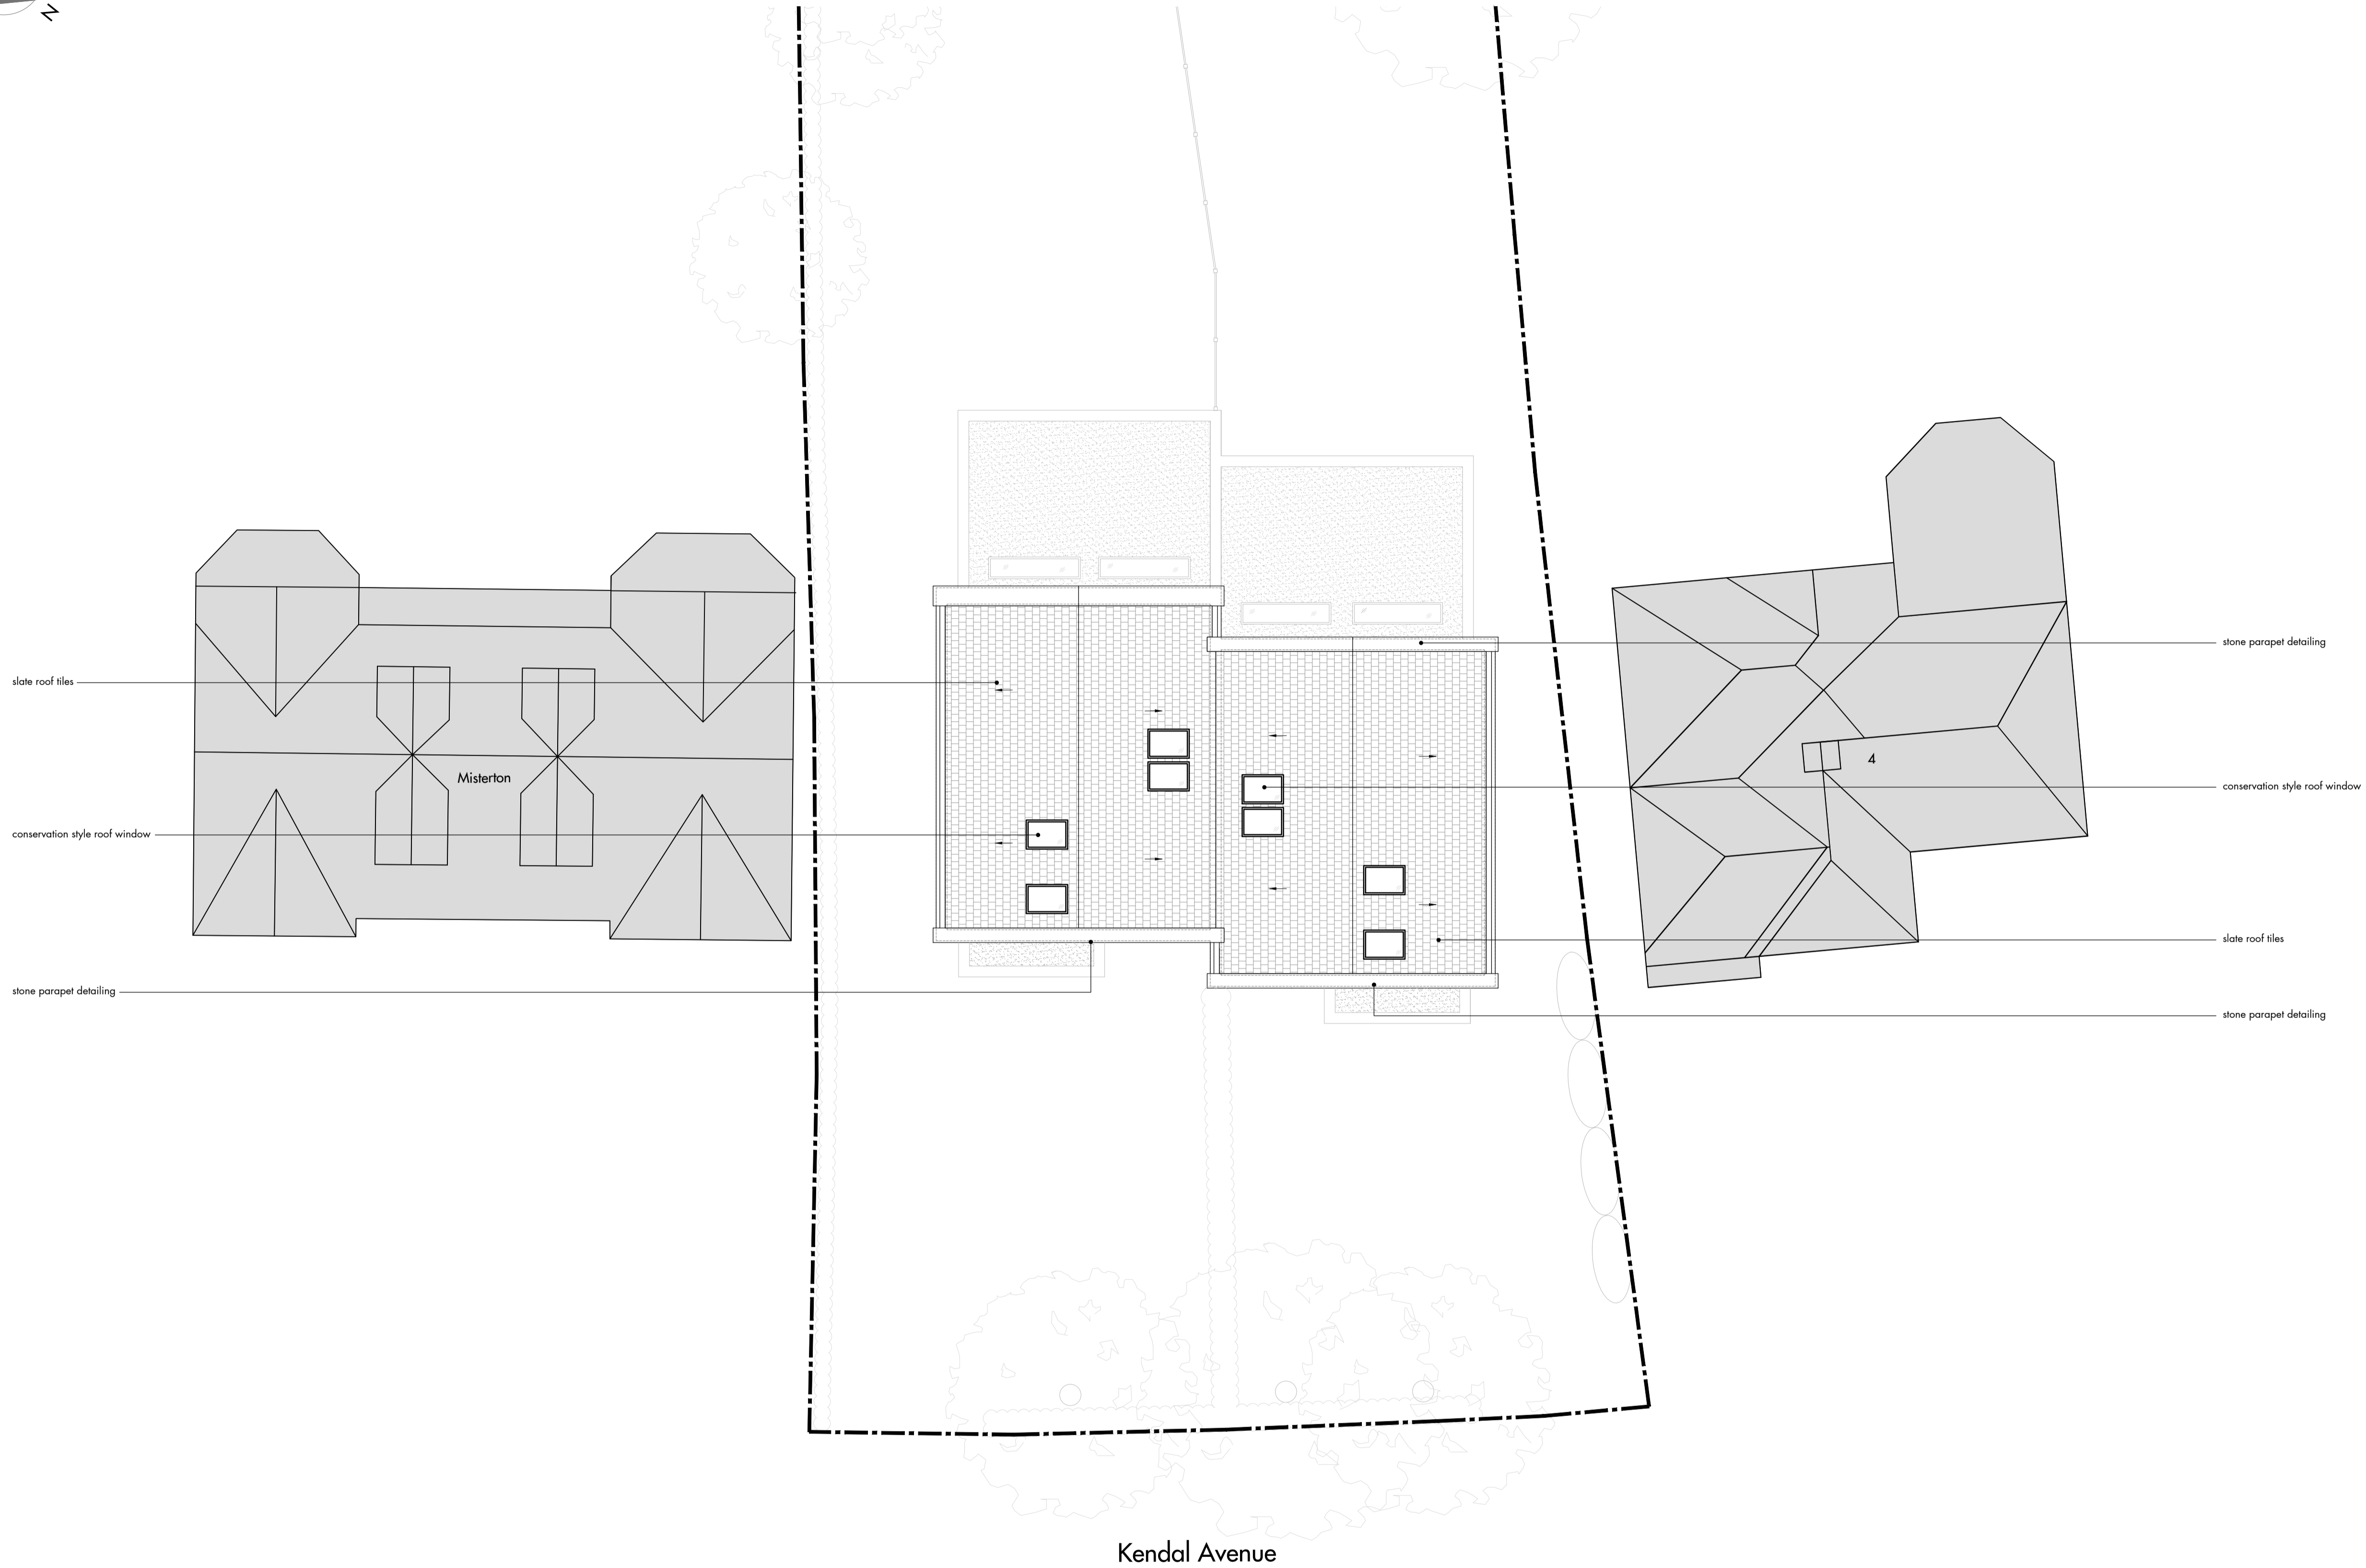 N
stone parapet detailing
slate roof tiles
4
Misterton
conservation style roof window
conservation style roof window
slate roof tiles
stone parapet detailing
stone parapet detailing
Kendal Avenue